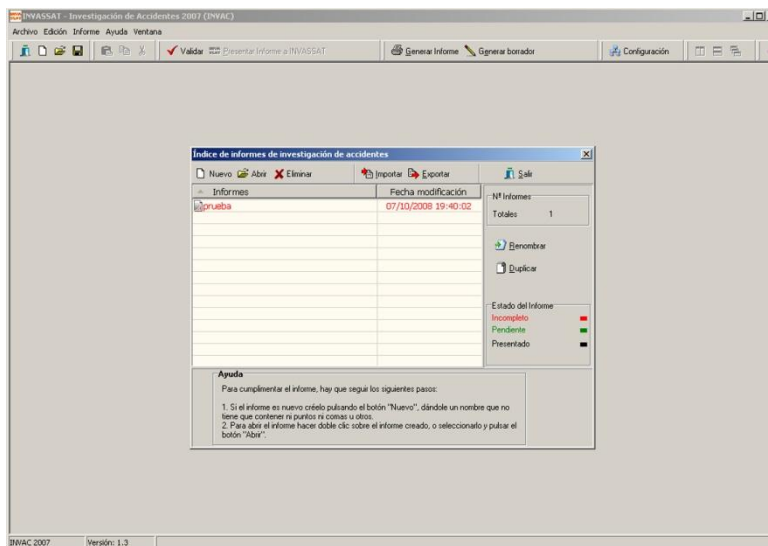 INVASSAT - Investigación de Accidentes 2007 (INVAC)
Archivo Edición Informe Ayuda Ventana
Validar Presentar Informe a INVASSAT Generar Informe Generar borrador Configuración
Índice de informes de investigación de accidentes
Nuevo Abrir Eliminar Importar Exportar Salir
Informes Fecha modificación
prueba 07/10/2008 19:40:02
Nº Informes
Totales 1
Renombrar
Duplicar
Estado del Informe
Incompleto
Pendiente
Presentado
Ayuda
Para cumplimentar el informe, hay que seguir los siguientes pasos:
1. Si el informe es nuevo créelo pulsando el botón "Nuevo", dándole un nombre que no
tiene que contener ni puntos ni comas u otros.
2. Para abrir el informe hacer doble clic sobre el informe creado, o seleccionarlo y pulsar el
botón "Abrir".
INVAC 2007 Versión: 1.3